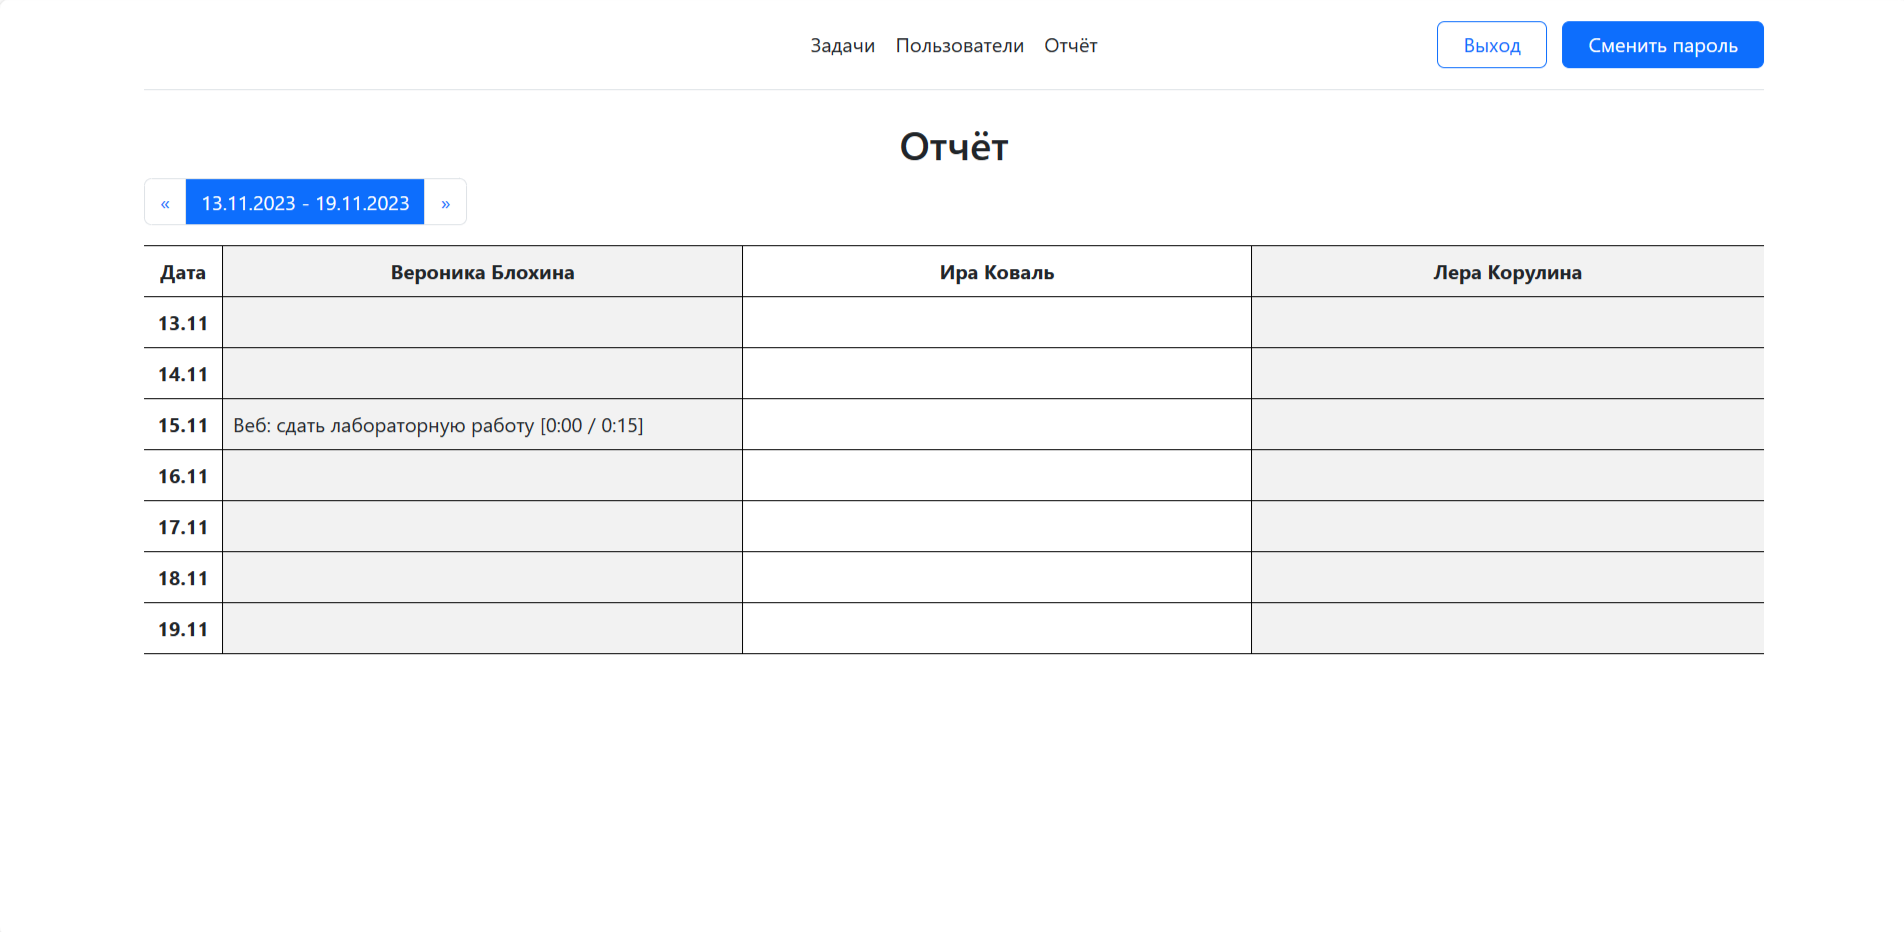 Задачи Пользователи Отчёт Выход Сменить пароль
Отчёт
« 13.11.2023 - 19.11.2023 »
Дата Вероника Блохина Ира Коваль Лера Корулина
13.11
14.11
15.11 Веб: сдать лабораторную работу [0:00 / 0:15]
16.11
17.11
18.11
19.11